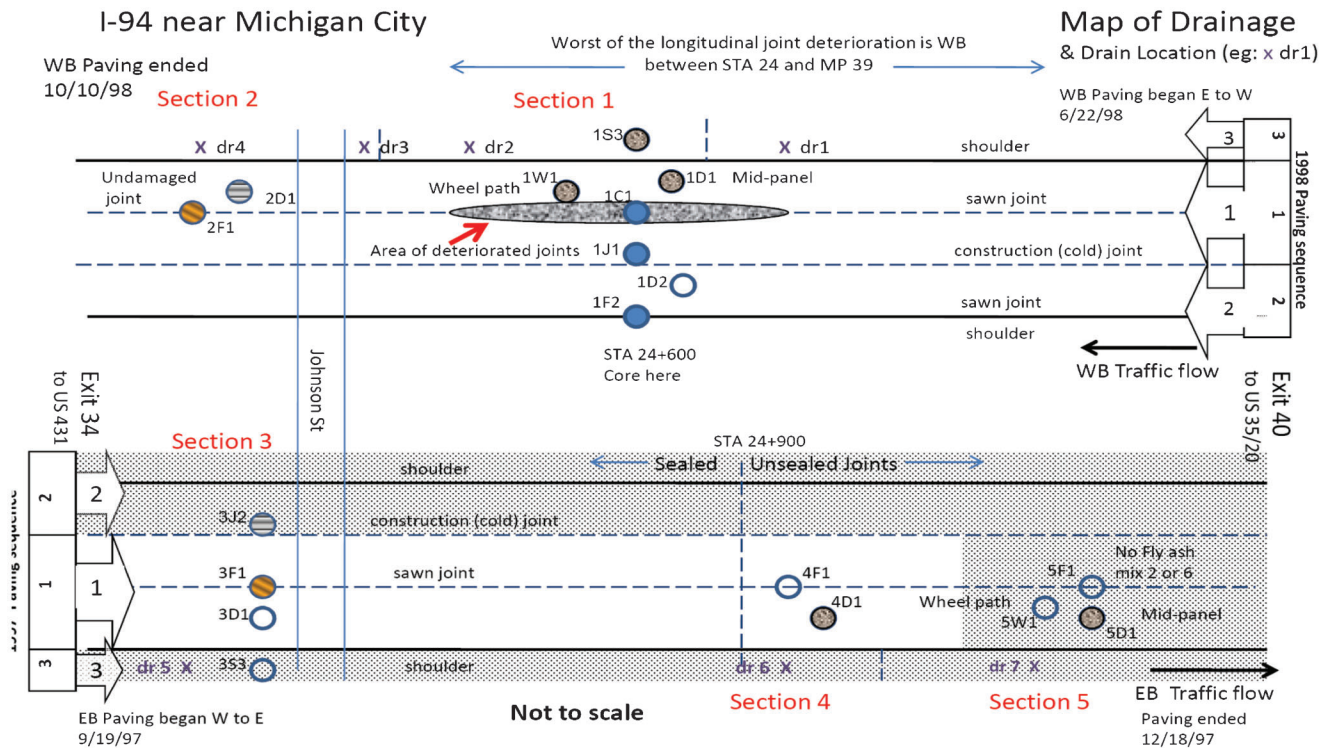 I-94 near Michigan City
Map of Drainage
& Drain Location (eg: x dr1)
Worst of the longitudinal joint deterioration is WB
between STA 24 and MP 39
WB Paving ended
10/10/98
Section 2
Section 1
WB Paving began E to W
6/22/98
x dr4
x dr3
x dr2
1S3
x dr1
shoulder
3
3
Undamaged
joint
2D1
2F1
Wheel path
1W1
1D1
Mid-panel
1C1
sawn joint
1
1
1998 Paving sequence
Area of deteriorated joints
1J1
construction (cold) joint
1D2
1F2
sawn joint
2
2
shoulder
STA 24+600
Core here
WB Traffic flow
Johnson St
Exit 34
to US 431
Exit 40
to US 35/20
Section 3
STA 24+900
Sealed
Unsealed Joints
shoulder
2
2
3J2
construction (cold) joint
Paving sequence
1
1
3F1
sawn joint
4F1
No Fly ash
mix 2 or 6
5F1
3D1
4D1
Wheel path
5W1
5D1
Mid-panel
3
3
dr 5 x
3S3
shoulder
dr 6 x
dr 7 x
Section 4
Section 5
EB Traffic flow
EB Paving began W to E
9/19/97
Not to scale
Paving ended
12/18/97